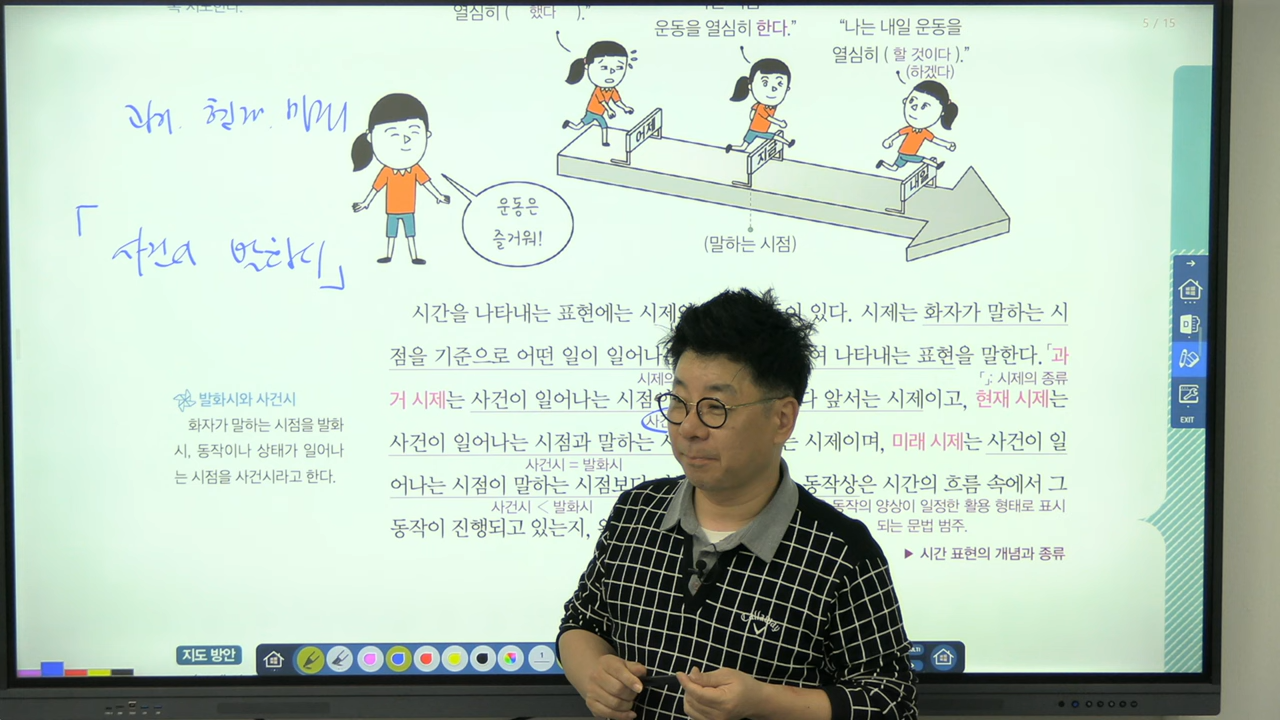 열심히 ( 했다 ).”
운동을 열심히 한다.”
“나는 내일 운동을
열심히 ( 할 것이다 ).”
(하겠다)
5 / 15
과거. 현재. 미래
「사건시 발화시」
어제
지금
내일
운동은
즐거워!
(말하는 시점)
시간을 나타내는 표현에는 시제와 있다. 시제는 화자가 말하는 시
점을 기준으로 어떤 일이 일어나는 나타내는 표현을 말한다.「과
「」: 시제의 종류
거 시제는 사건이 일어나는 시점이 다 앞서는 시제이고, 현재 시제는
사건이 일어나는 시점과 말하는 시제이며, 미래 시제는 사건이 일
사건시 = 발화시
어나는 시점이 말하는 시점보다 동작상은 시간의 흐름 속에서 그
사건시 < 발화시
동작의 양상이 일정한 활용 형태로 표시
되는 문법 범주.
동작이 진행되고 있는지,
▶ 시간 표현의 개념과 종류
발화시와 사건시
화자가 말하는 시점을 발화
시, 동작이나 상태가 일어나
는 시점을 사건시라고 한다.
지도 방안
EXIT
Callaway